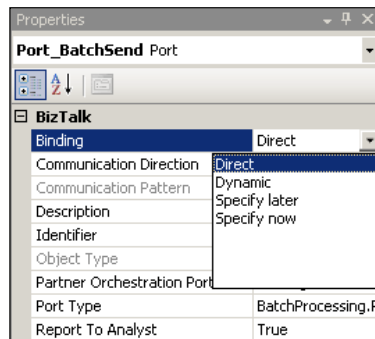 Properties
Port_BatchSend Port
BizTalk
Binding Direct
Communication Direction Direct
Communication Pattern Dynamic
Description Specify later
Identifier Specify now
Object Type
Partner Orchestration Port
Port Type BatchProcessing.
Report To Analyst True